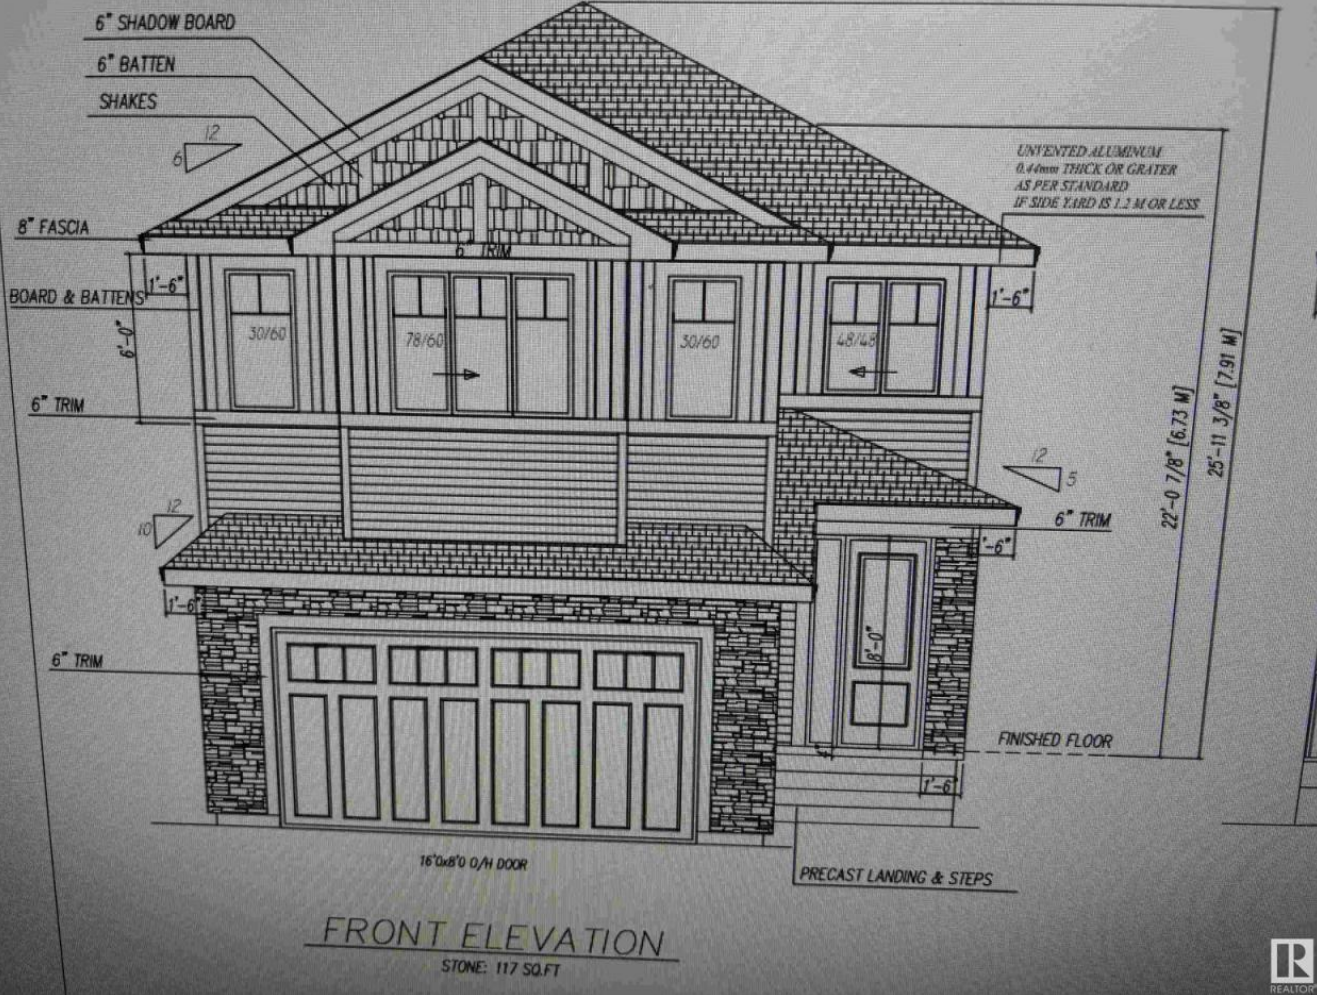 6" SHADOW BOARD
6" BATTEN
SHAKES
12
6
UNVENTED ALUMINUM
0.44mm THICK OR GRATER
AS PER STANDARD
IF SIDE YARD IS 1.2 M OR LESS
8" FASCIA
6" TRIM
1'-6"
1'-6"
BOARD & BATTENS
6'-0"
30/60
78/60
30/60
48/48
25'-11 3/8" [7.91 M]
22'-0 7/8" [6.73 M]
6" TRIM
12
5
12
10
6" TRIM
1'-6"
1'-6"
8'-0"
6" TRIM
FINISHED FLOOR
1'-6"
16'0x8'0 O/H DOOR
PRECAST LANDING & STEPS
FRONT ELEVATION
STONE: 117 SQ.FT
REALTOR